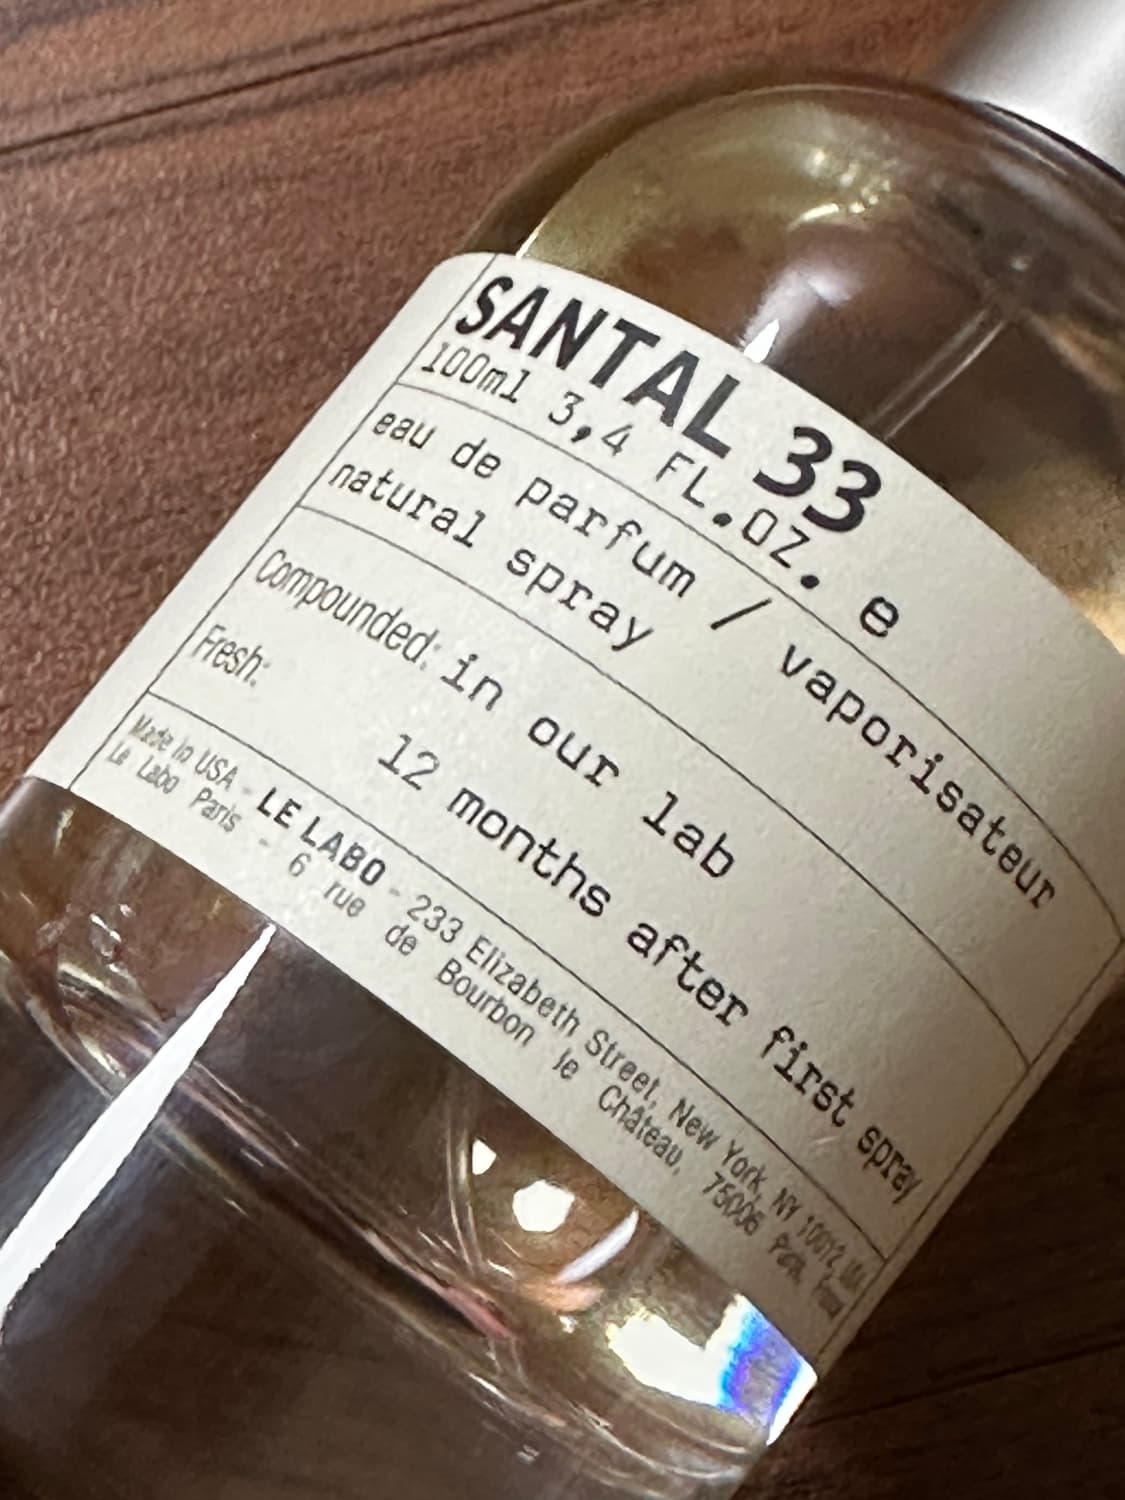 SANTAL 33
100ml 3,4 FL.OZ. e
eau de parfum / vaporisateur
natural spray
Compounded: in our lab
Fresh: 12 months after first spray
Made in USA - LE LABO - 233 Elizabeth Street, New York, NY 10012 USA
Le Labo Paris - 6 rue de Bourbon le Château, 75006 Paris, France